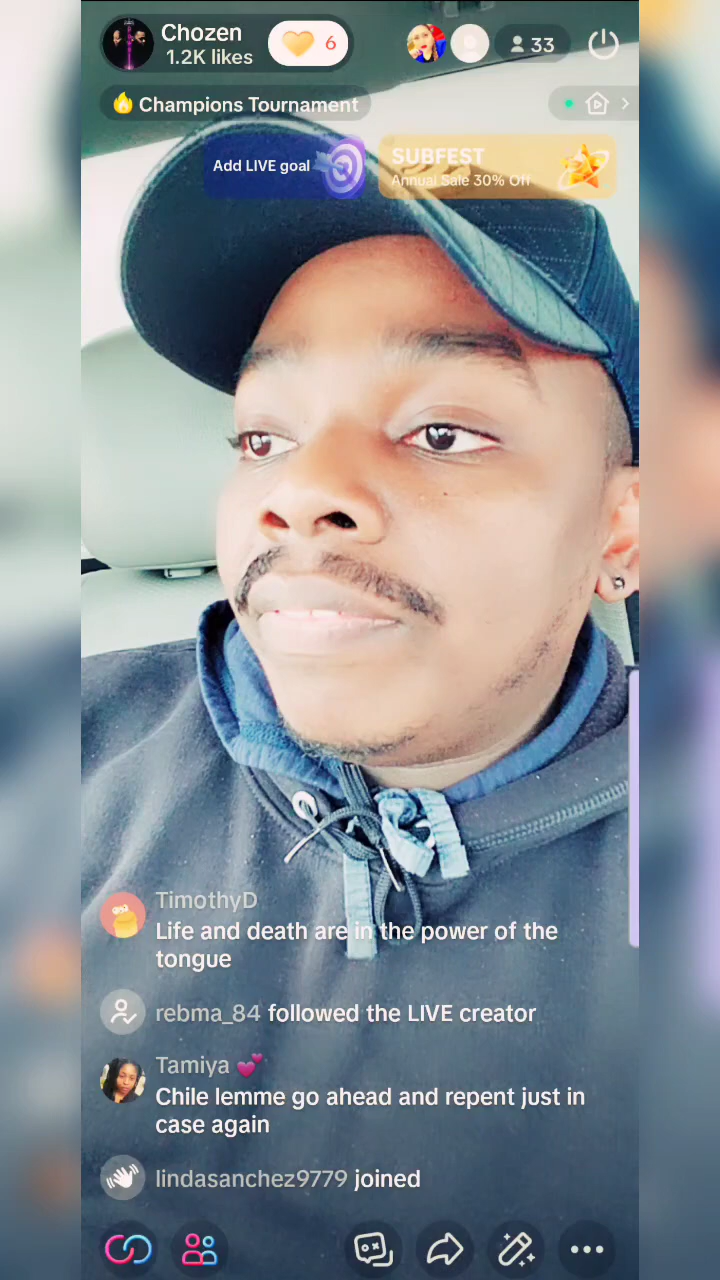 Chozen
1.2K likes
6
33
Champions Tournament
Add LIVE goal
SUBFEST
Annual Sale 30% Off
TimothyD
Life and death are in the power of the
tongue
rebma_84 followed the LIVE creator
Tamiya 💕
Chile lemme go ahead and repent just in
case again
lindasanchez9779 joined